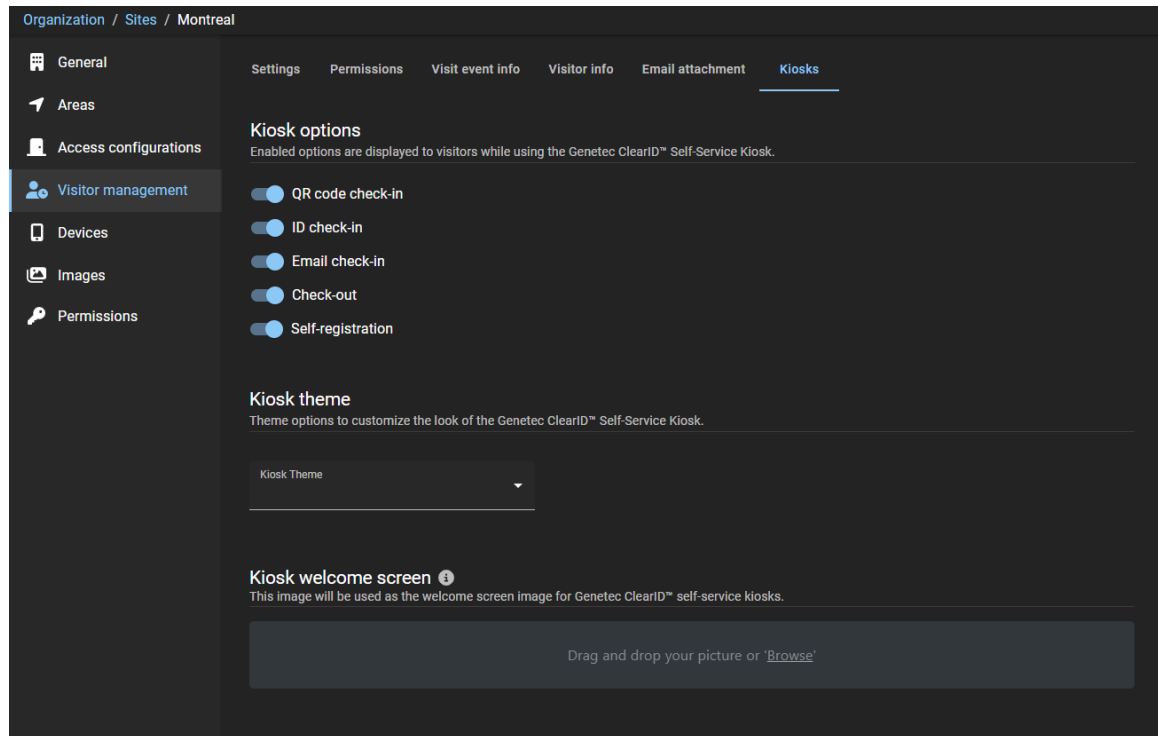 Organization / Sites / Montreal
General
Areas
Access configurations
Visitor management
Devices
Images
Permissions
Settings Permissions Visit event info Visitor info Email attachment Kiosks
Kiosk options
Enabled options are displayed to visitors while using the Genetec ClearID™ Self-Service Kiosk.
QR code check-in
ID check-in
Email check-in
Check-out
Self-registration
Kiosk theme
Theme options to customize the look of the Genetec ClearID™ Self-Service Kiosk.
Kiosk Theme
Kiosk welcome screen
This image will be used as the welcome screen image for Genetec ClearID™ self-service kiosks.
Drag and drop your picture or 'Browse'